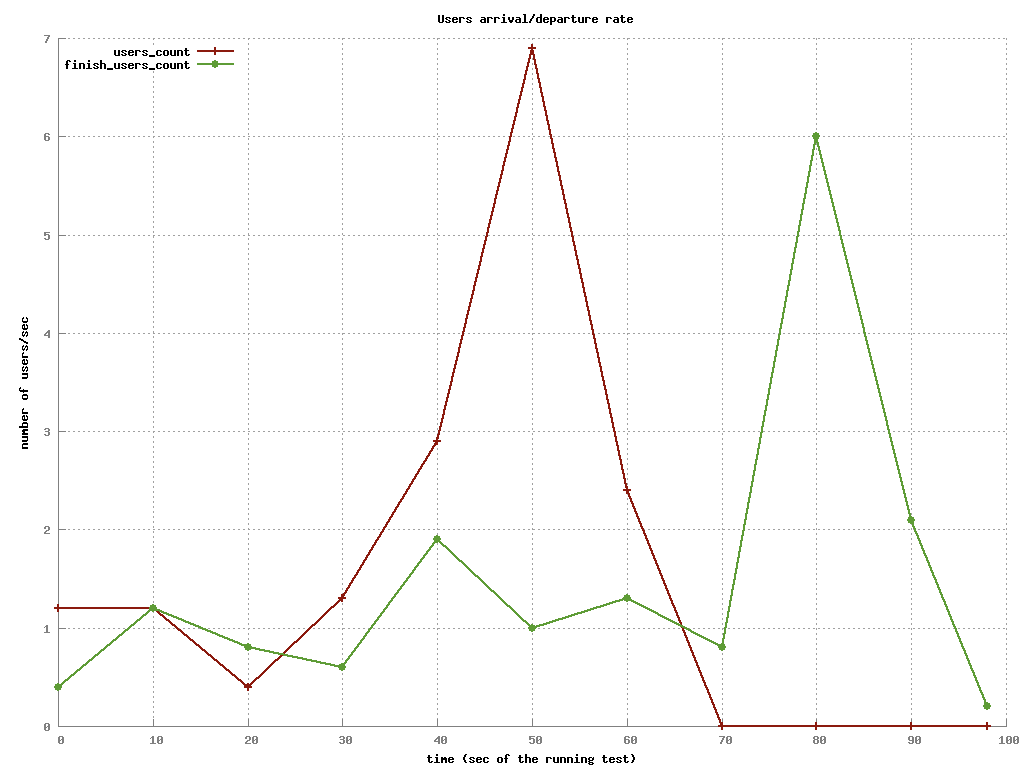 Users arrival/departure rate
users_count
finish_users_count
7
6
5
4
3
2
1
0
number of users/sec
0 10 20 30 40 50 60 70 80 90 100
time (sec of the running test)